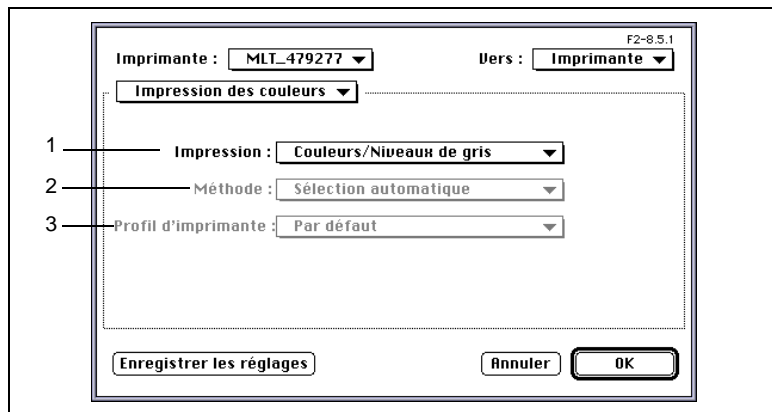 F2-8.5.1
Imprimante : MLT_479277 Vers : Imprimante
Impression des couleurs
1 Impression : Couleurs/Niveaux de gris
2 Méthode : Sélection automatique
3 Profil d'imprimante : Par défaut
Enregistrer les réglages Annuler OK